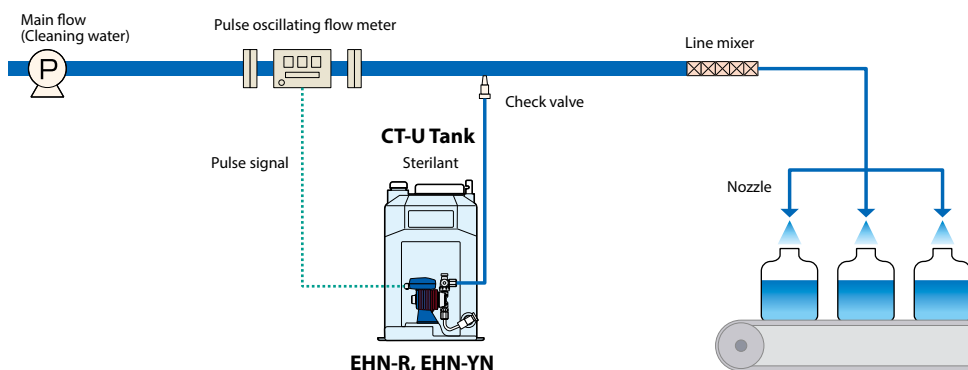 Main flow
(Cleaning water)
Pulse oscillating flow meter
Line mixer
P
Check valve
CT-U Tank
Sterilant
Pulse signal
Nozzle
EHN-R, EHN-YN